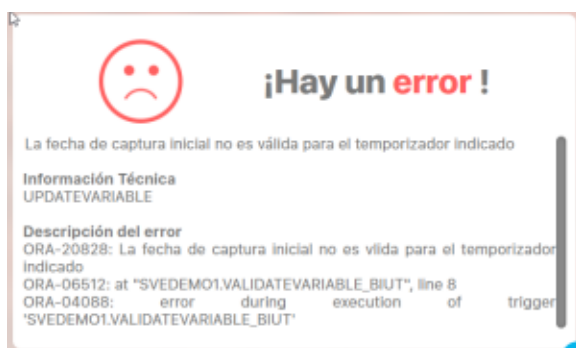 ¡Hay un error !
La fecha de captura inicial no es válida para el temporizador indicado
Información Técnica
UPDATEVARIABLE
Descripción del error
ORA-20828: La fecha de captura inicial no es vlida para el temporizador
indicado
ORA-06512: at "SVEDEMO1.VALIDATEVARIABLE_BIUT", line 8
ORA-04088: error during execution of trigger
'SVEDEMO1.VALIDATEVARIABLE_BIUT'